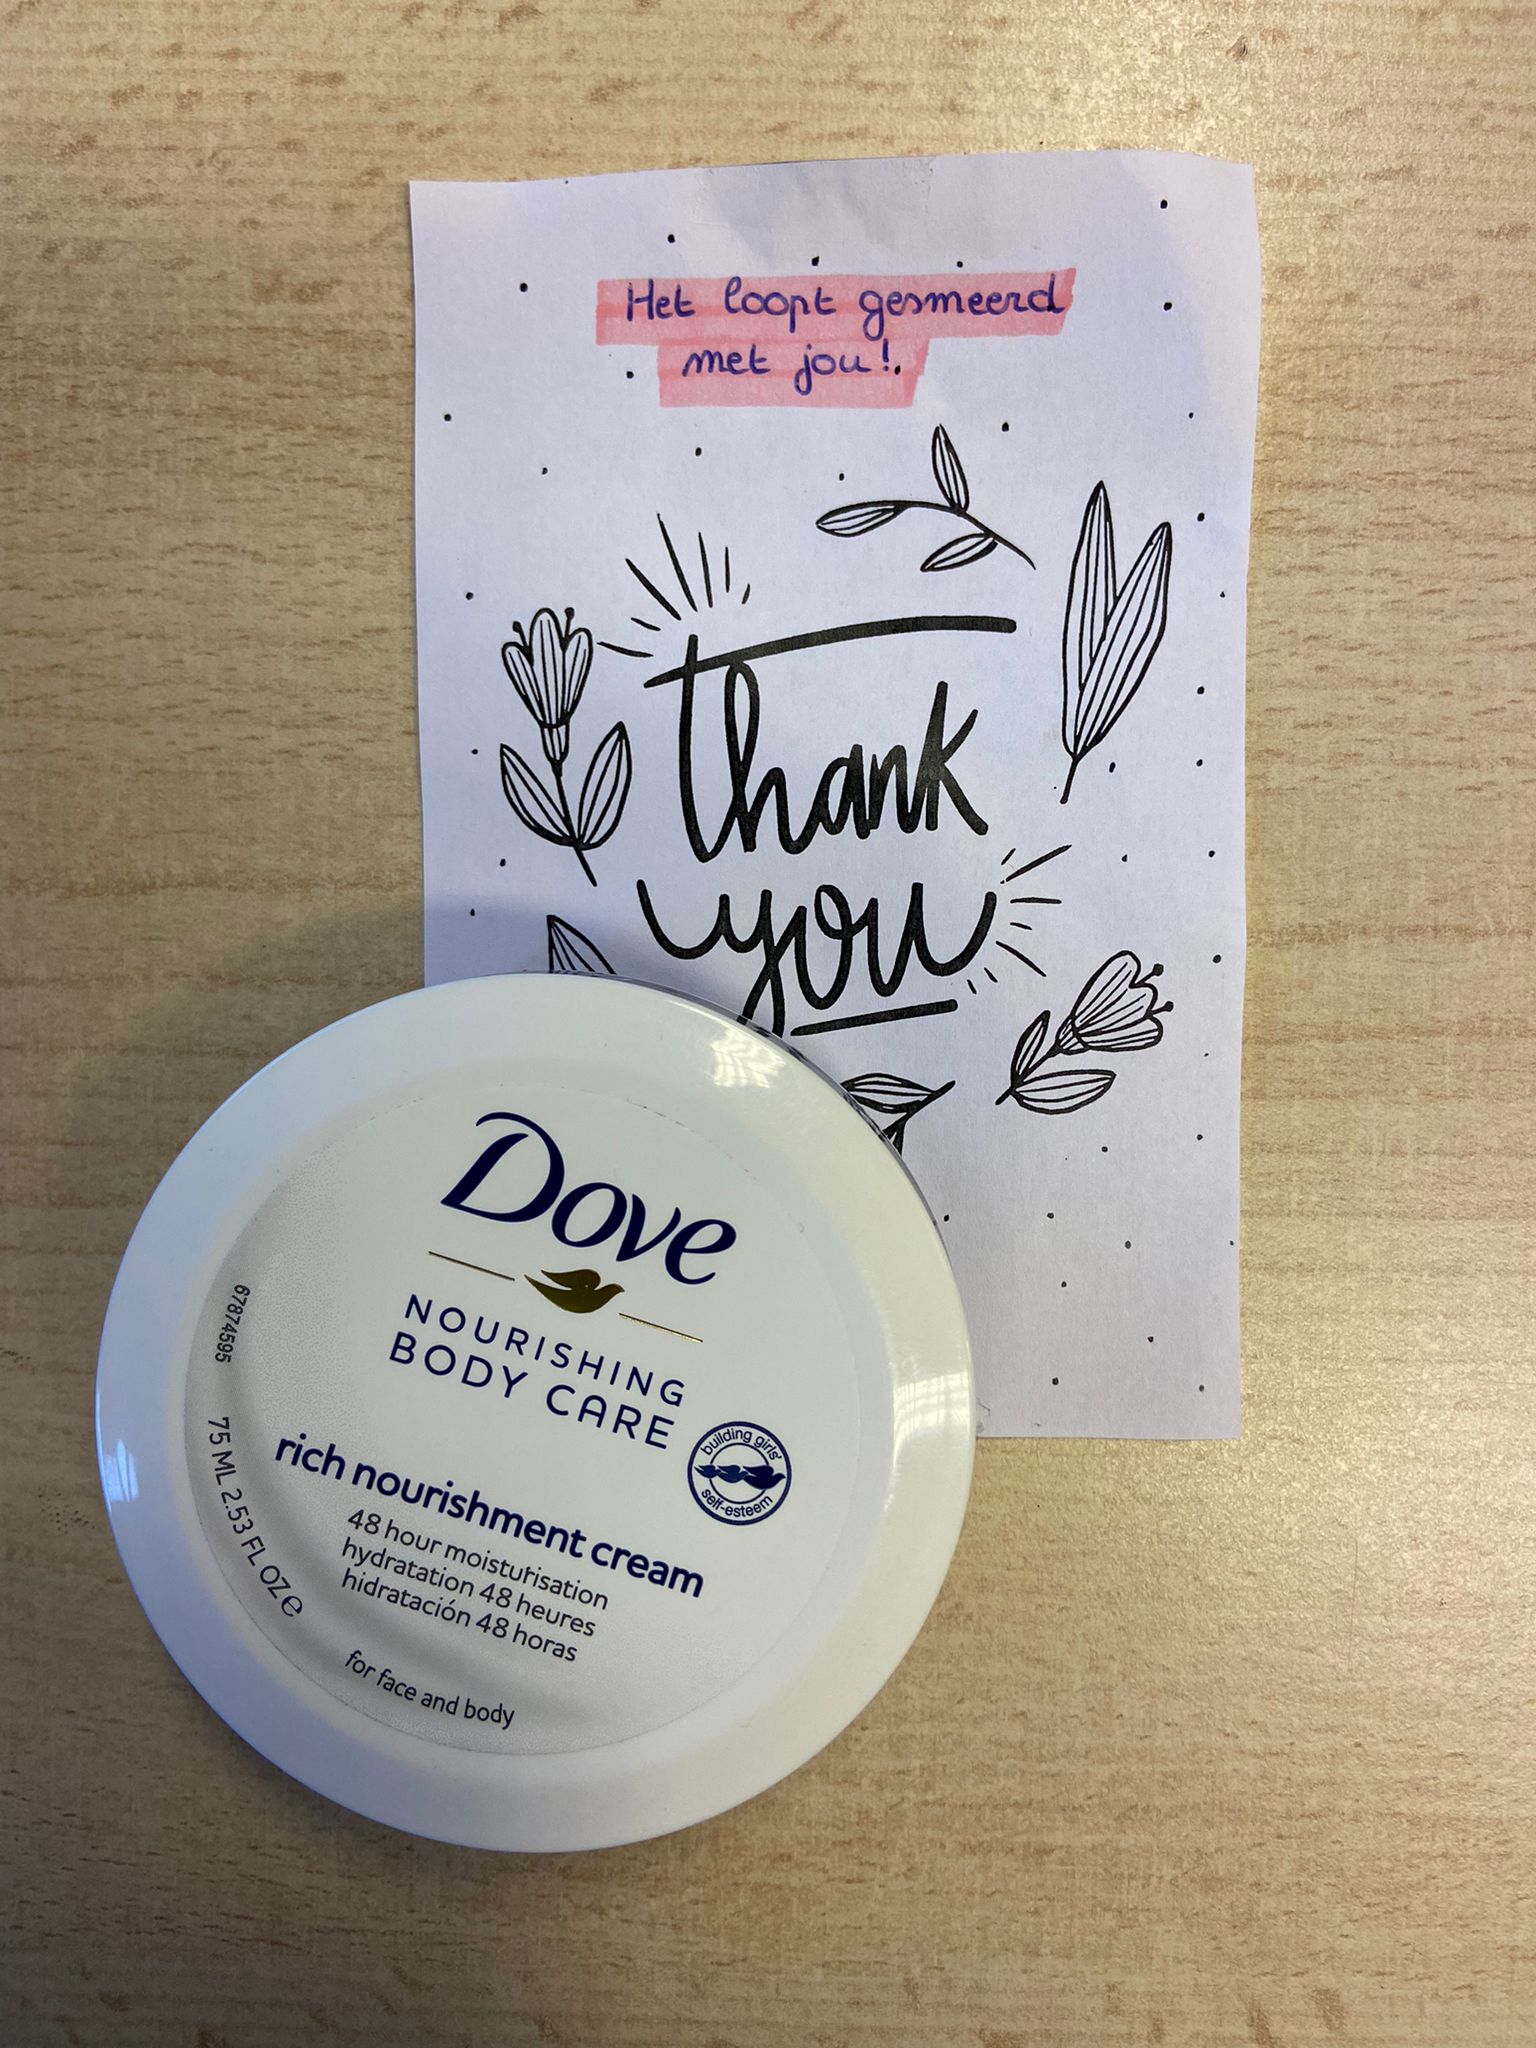 Het loopt gesmeerd
met jou!
thank
you
Dove
NOURISHING
BODY CARE
building girls'
self-esteem
rich nourishment cream
48 hour moisturisation
hydratation 48 heures
hidratación 48 horas
for face and body
67874595
75 ML 2.53 FL OZ ℮